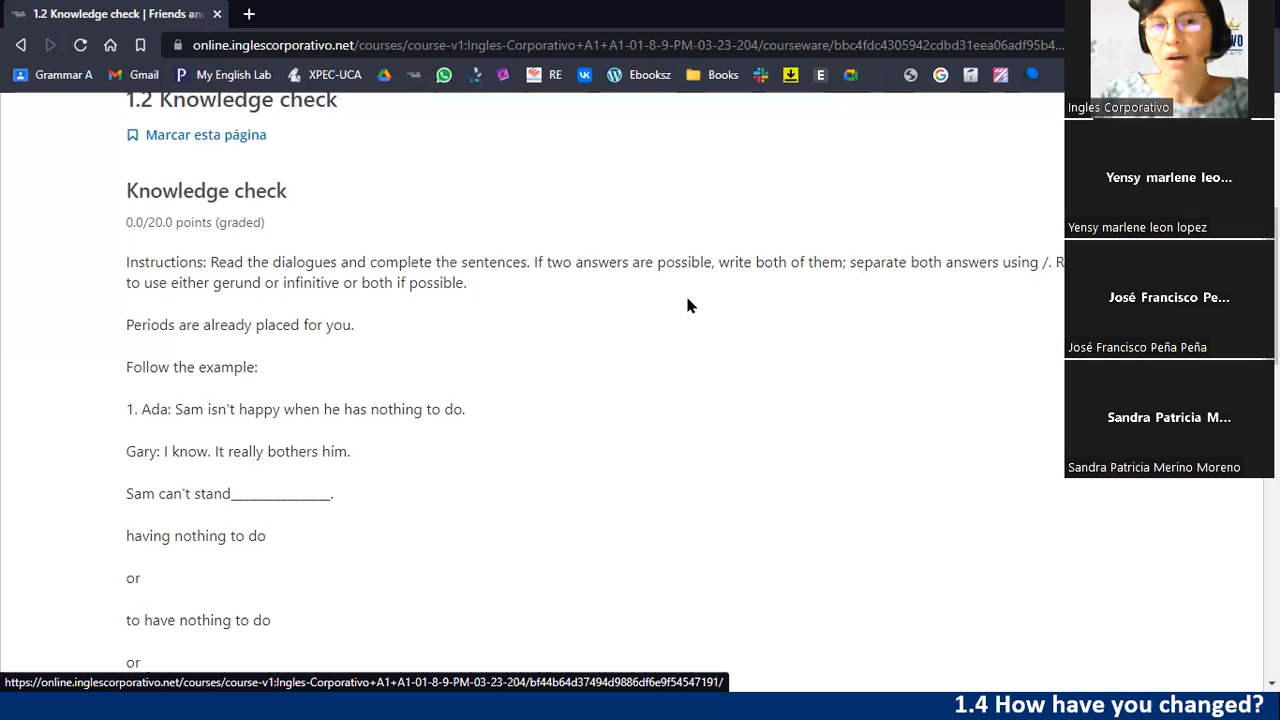 1.2 Knowledge check | Friends an
online.inglescorporativo.net/courses/course-v1:Ingles-Corporativo+A1+A1-01-8-9-PM-03-23-204/courseware/bbc4fdc4305942cdbd31eea06adf95b4...
Grammar A Gmail My English Lab XPEC-UCA RE Ebooksz Books
1.2 Knowledge check
Marcar esta página
Knowledge check
0.0/20.0 points (graded)
Instructions: Read the dialogues and complete the sentences. If two answers are possible, write both of them; separate both answers using /. R
to use either gerund or infinitive or both if possible.
Periods are already placed for you.
Follow the example:
1. Ada: Sam isn't happy when he has nothing to do.
Gary: I know. It really bothers him.
Sam can't stand_______________.
having nothing to do
or
to have nothing to do
or
https://online.inglescorporativo.net/courses/course-v1:Ingles-Corporativo+A1+A1-01-8-9-PM-03-23-204/bf44b64d37494d9886df6e9f54547191/
Ingles Corporativo
Yensy marlene leo...
Yensy marlene leon lopez
José Francisco Pe...
José Francisco Peña Peña
Sandra Patricia M...
Sandra Patricia Merino Moreno
1.4 How have you changed?